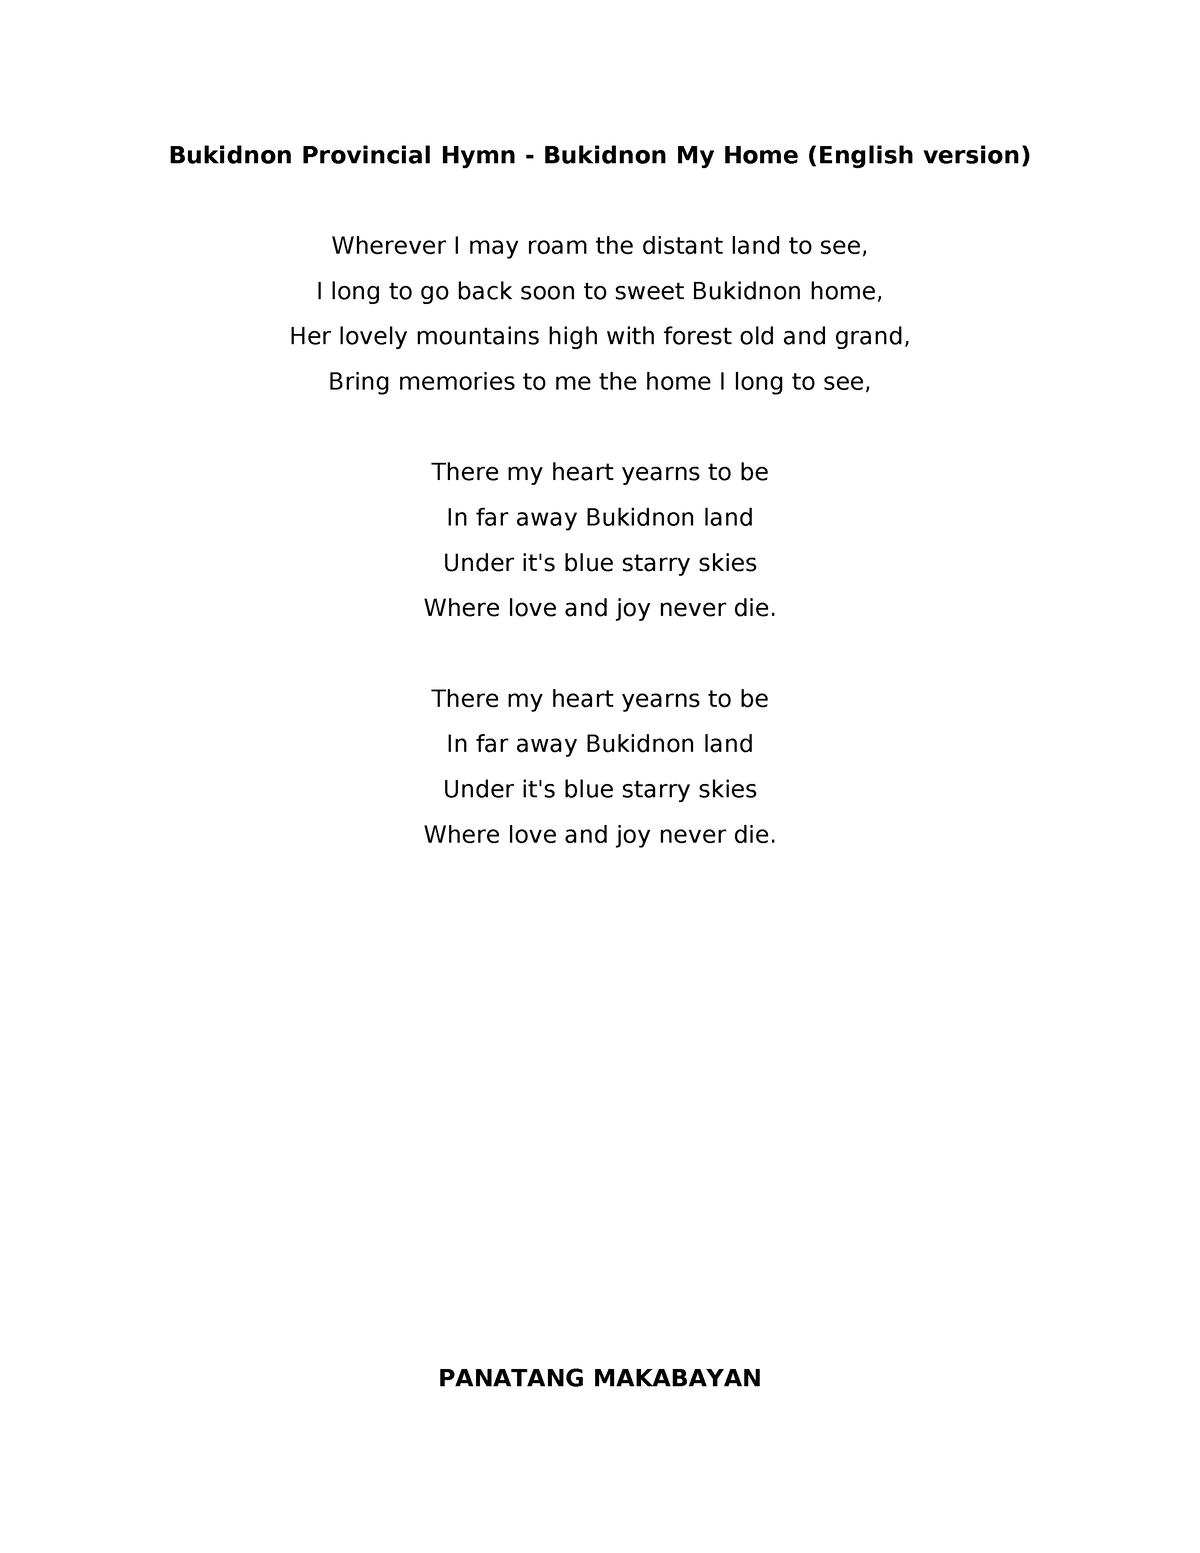 Bukidnon Provincial Hymn - Bukidnon My Home (English version)
Wherever I may roam the distant land to see,
I long to go back soon to sweet Bukidnon home,
Her lovely mountains high with forest old and grand,
Bring memories to me the home I long to see,
There my heart yearns to be
In far away Bukidnon land
Under it's blue starry skies
Where love and joy never die.
There my heart yearns to be
In far away Bukidnon land
Under it's blue starry skies
Where love and joy never die.
PANATANG MAKABAYAN